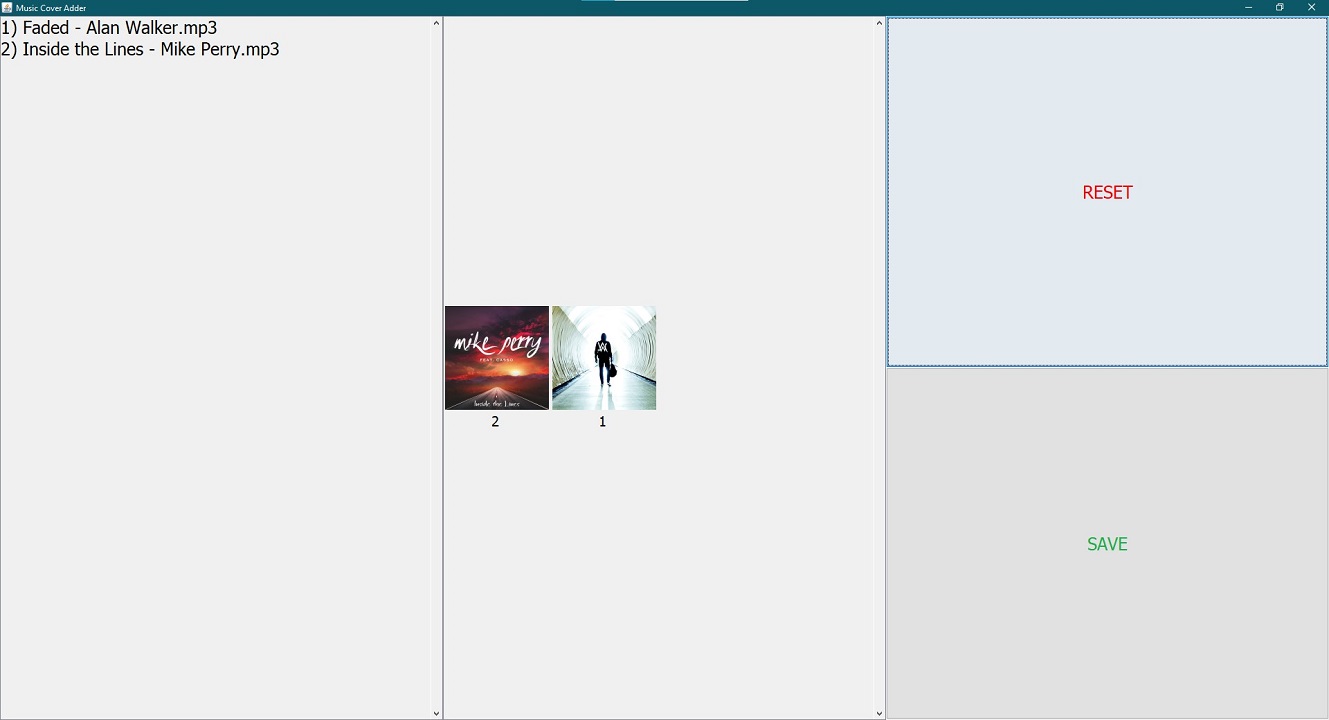 Music Cover Adder
1) Faded - Alan Walker.mp3
2) Inside the Lines - Mike Perry.mp3
mike perry
FEAT. CASSO
Inside the Lines
2
1
RESET
SAVE